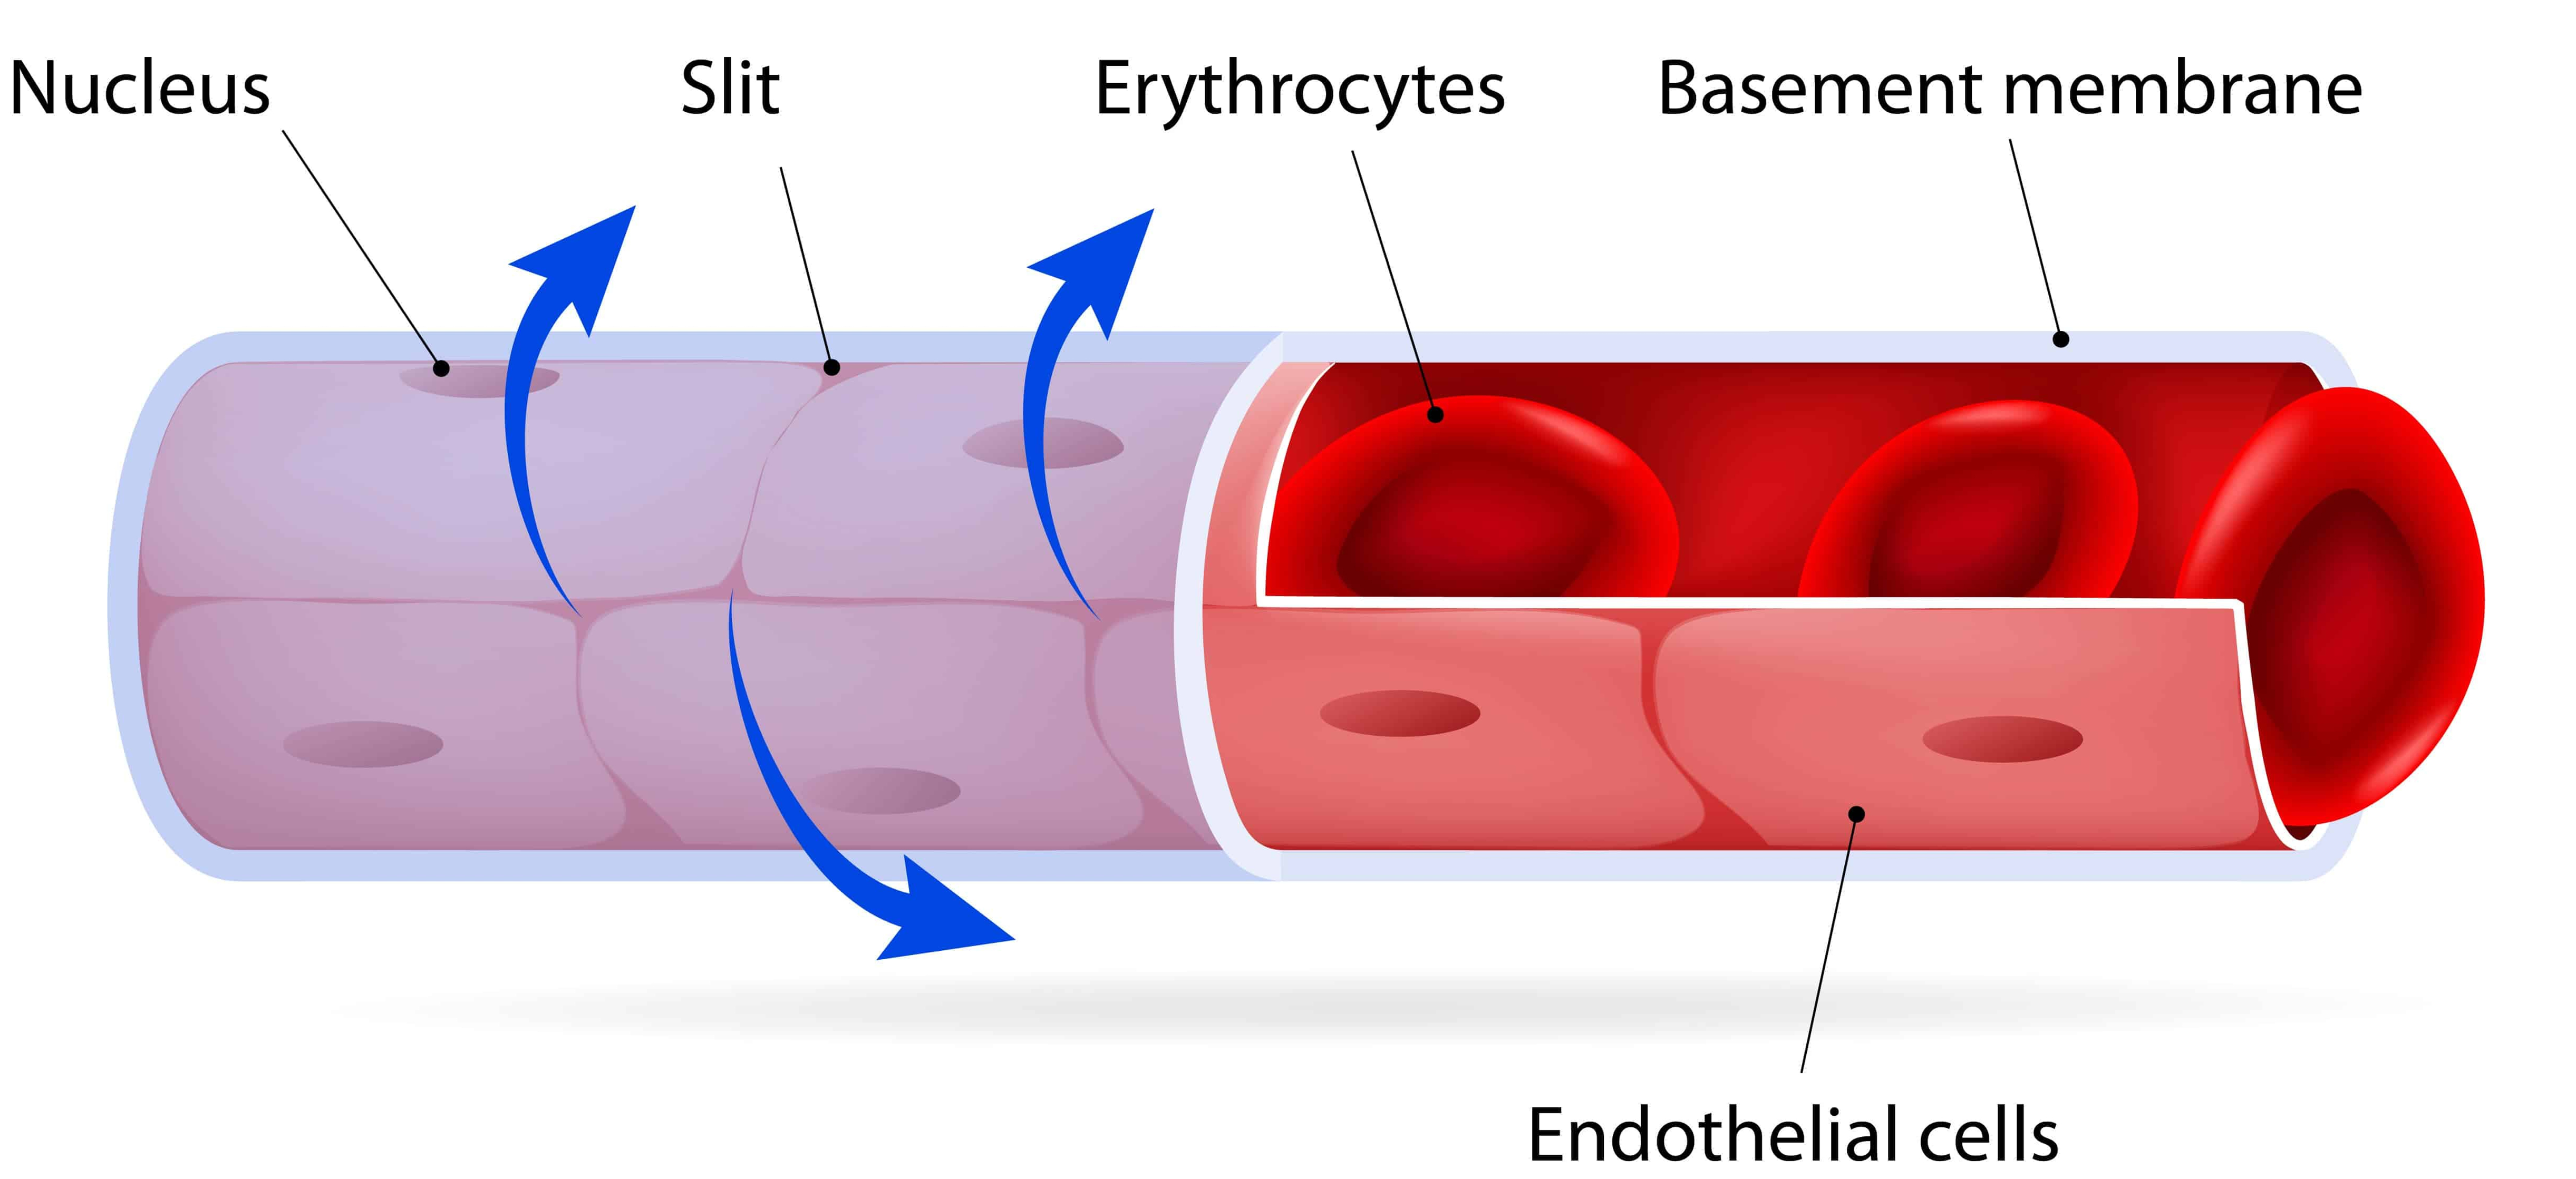 Nucleus
Slit
Erythrocytes
Basement membrane
Endothelial cells